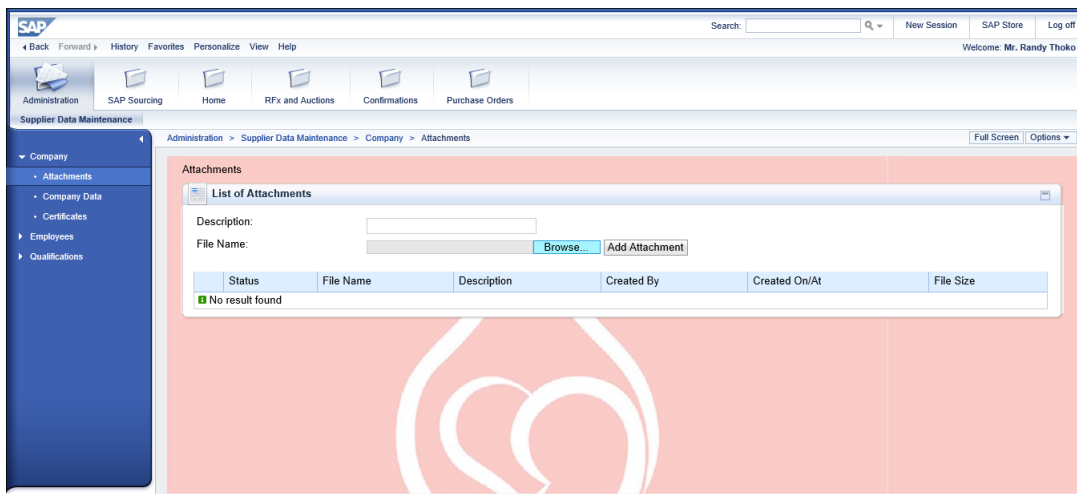 SAP
Search:
New Session
SAP Store
Log off
Back Forward History Favorites Personalize View Help
Welcome: Mr. Randy Thoko
Administration
SAP Sourcing
Home
RFx and Auctions
Confirmations
Purchase Orders
Supplier Data Maintenance
Administration > Supplier Data Maintenance > Company > Attachments
Full Screen
Options
Company
Attachments
Company Data
Certificates
Employees
Qualifications
Attachments
List of Attachments
Description:
File Name:
Browse...
Add Attachment
Status File Name Description Created By Created On/At File Size
No result found